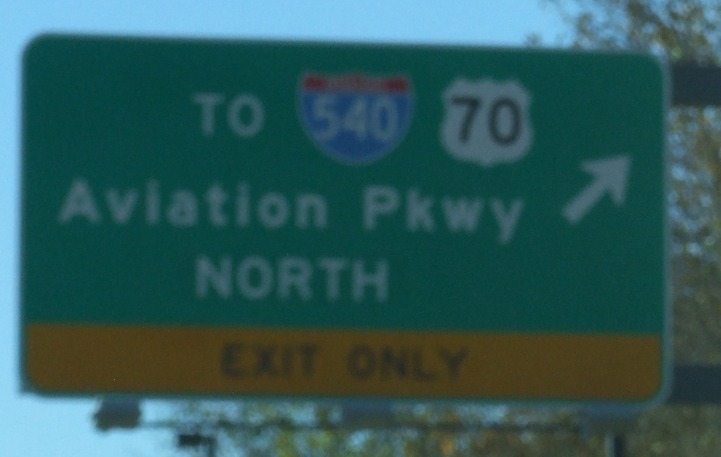 TO 540 70
Aviation Pkwy
NORTH
EXIT ONLY